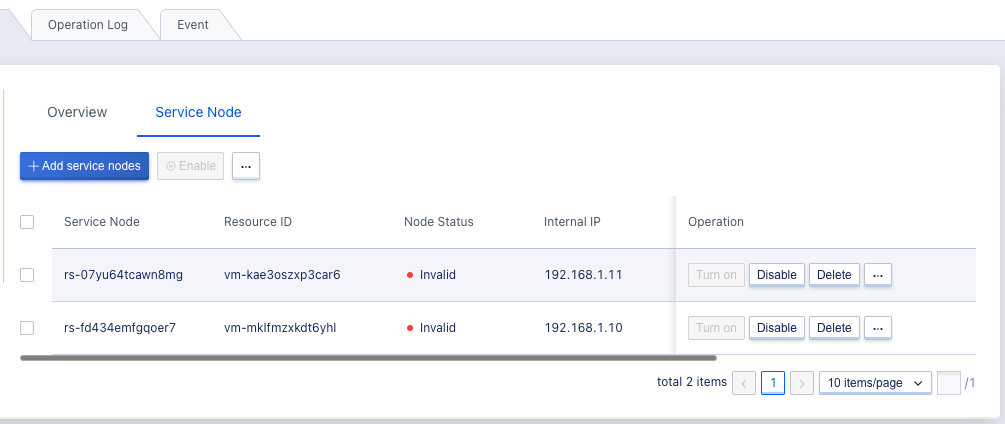 Operation Log Event
Overview Service Node
+ Add service nodes Enable ...
Service Node Resource ID Node Status Internal IP Operation
rs-07yu64tcawn8mg vm-kae3oszxp3car6 Invalid 192.168.1.11 Turn on Disable Delete ...
rs-fd434emfgqoer7 vm-mklfmzxkdt6yhl Invalid 192.168.1.10 Turn on Disable Delete ...
total 2 items < 1 > 10 items/page /1